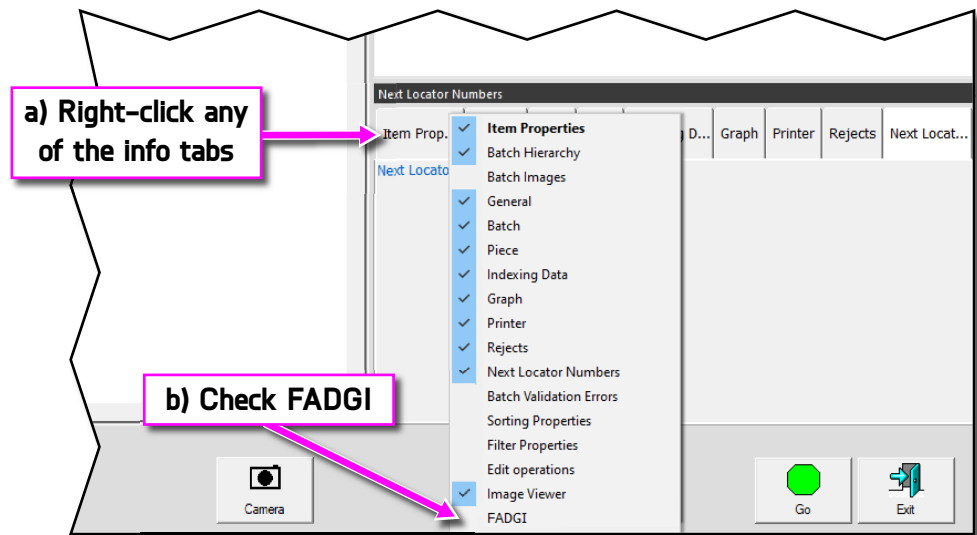 Next Locator Numbers
a) Right-click any
of the info tabs
Item Prop.
g D...
Graph
Printer
Rejects
Next Locat...
Next Locato
Item Properties
Batch Hierarchy
Batch Images
General
Batch
Piece
Indexing Data
Graph
Printer
Rejects
Next Locator Numbers
Batch Validation Errors
Sorting Properties
Filter Properties
Edit operations
Image Viewer
FADGI
b) Check FADGI
Camera
Go
Exit